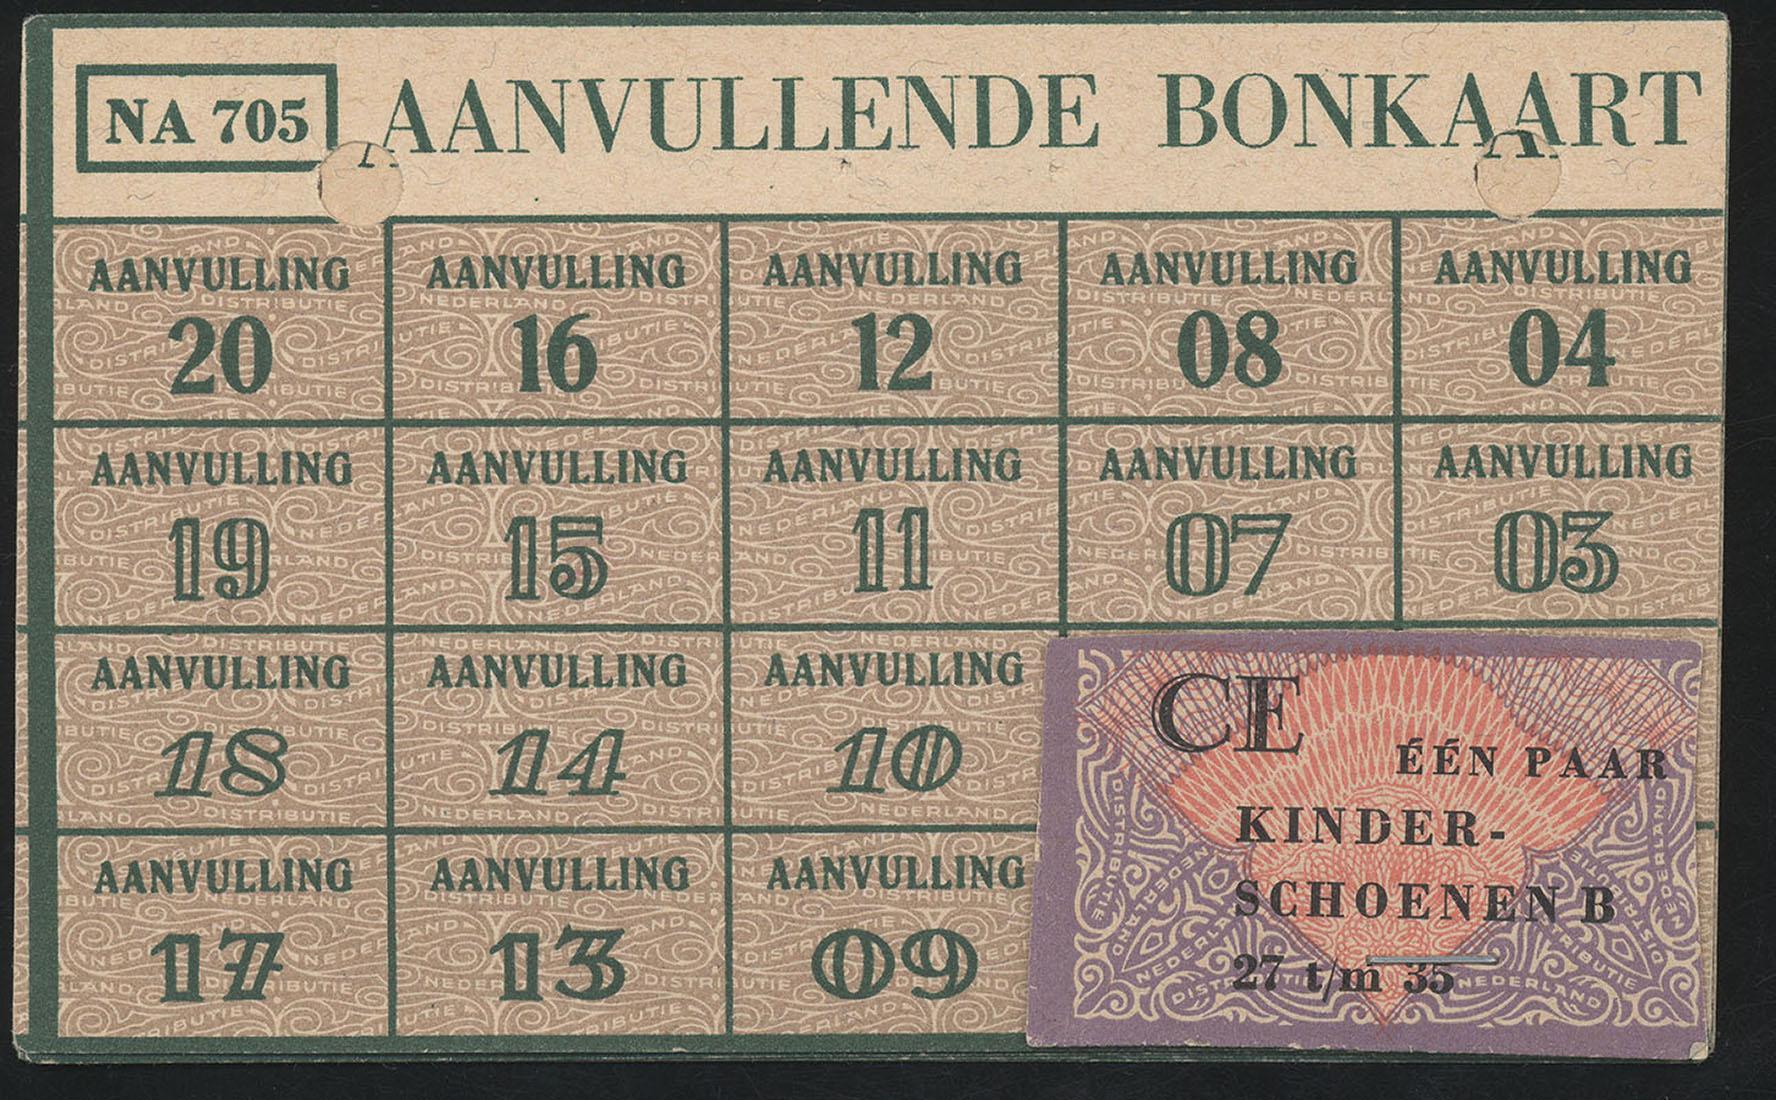 NA 705 AANVULLENDE BONKAART
AANVULLING AANVULLING AANVULLING AANVULLING AANVULLING
20 16 12 08 04
AANVULLING AANVULLING AANVULLING AANVULLING AANVULLING
19 15 11 07 03
AANVULLING AANVULLING AANVULLING
18 14 10
AANVULLING AANVULLING AANVULLING
17 13 09
CE
ÉÉN PAAR
KINDER-
SCHOENEN B
27 t/m 35